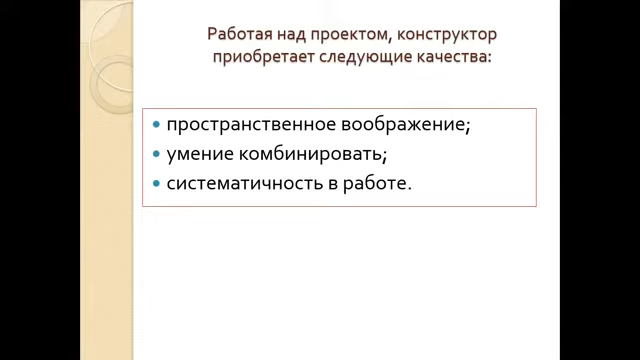 Работая над проектом, конструктор
приобретает следующие качества:
• пространственное воображение;
• умение комбинировать;
• систематичность в работе.